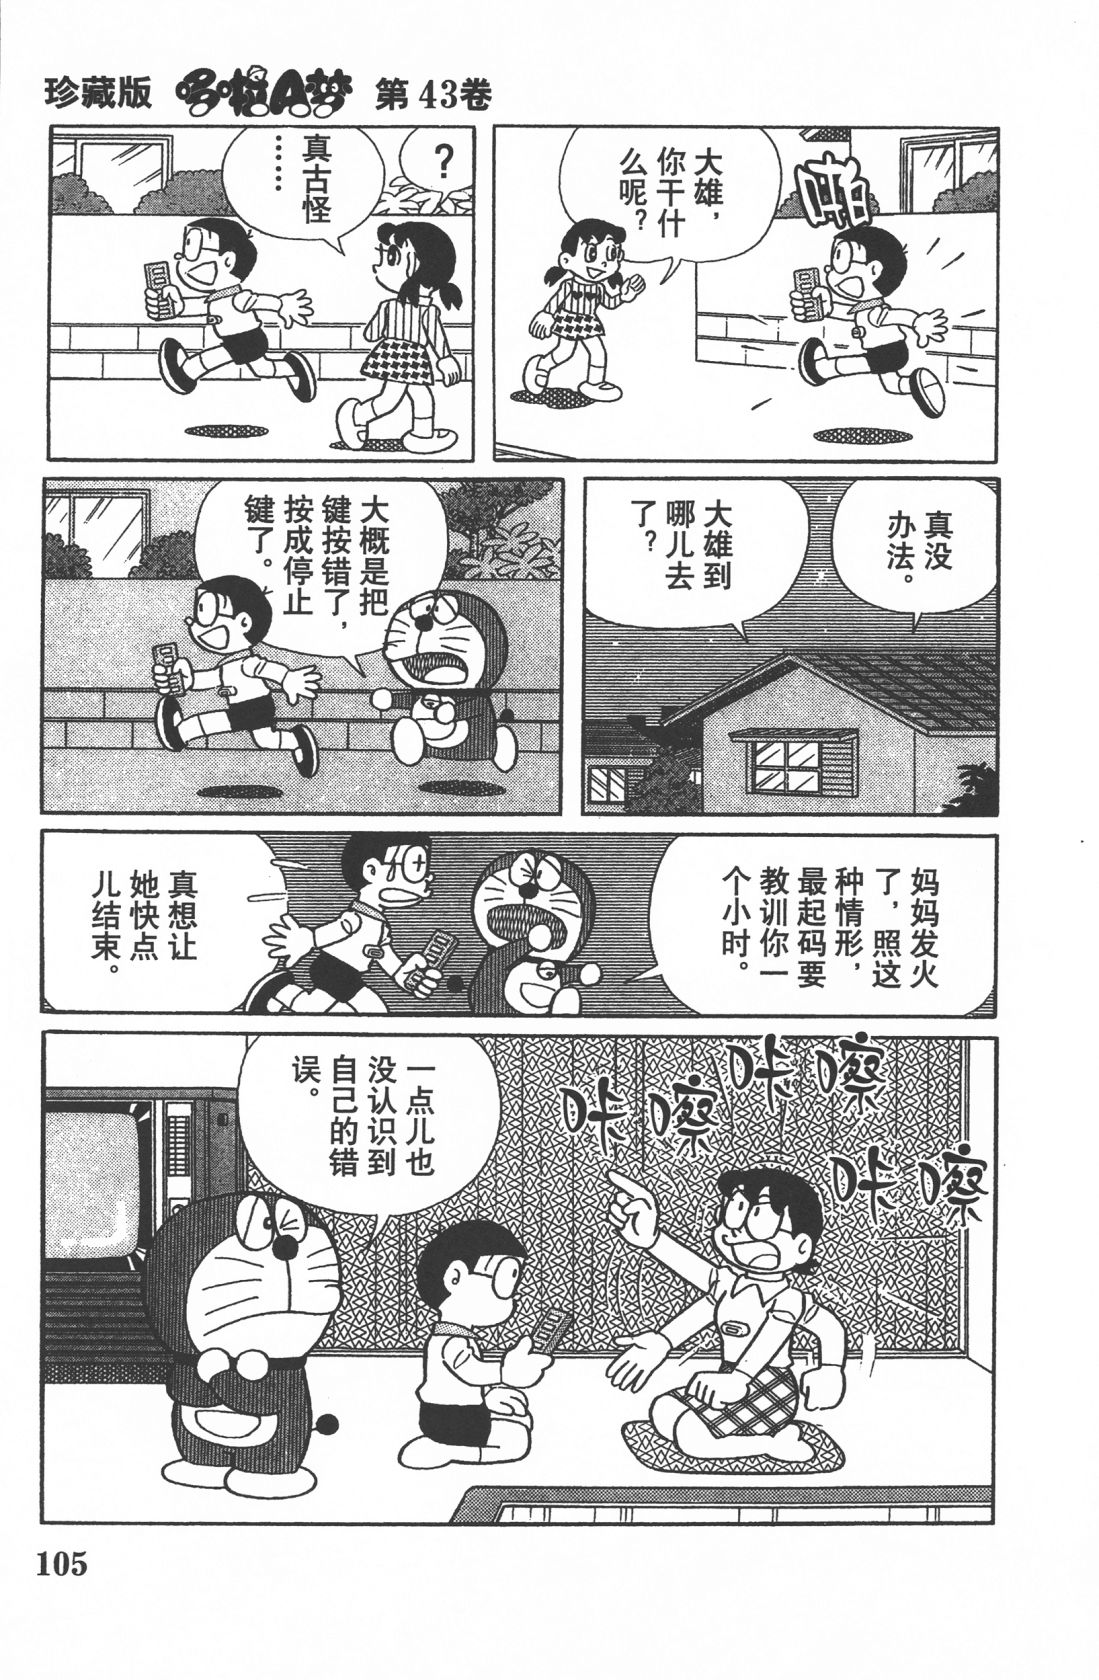 珍藏版 哆啦A梦 第43卷
大雄，
你干什
么呢？
啪
？
真古怪
……
真没
办法。
大雄到
哪儿去
了？
大概是把
键按错了，
按成停止
键了。
妈妈发火
了，照这
种情形，
最起码要
教训你一
个小时。
真想让
她快点
儿结束。
咔嚓
咔嚓
咔嚓
一点儿也
没认识到
自己的错
误。
105